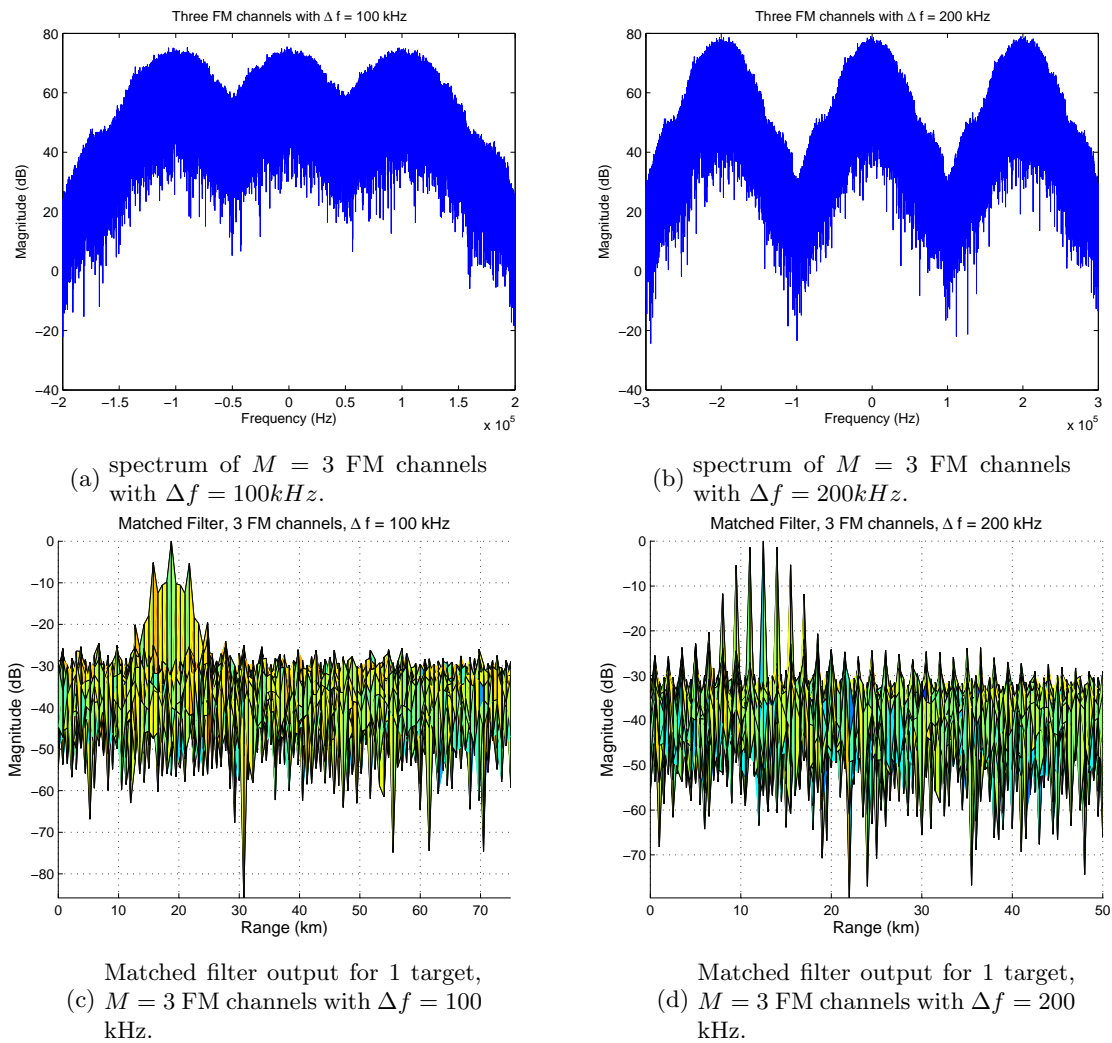 Three FM channels with Δ f = 100 kHz
80
60
40
20
0
−20
−40
Magnitude (dB)
−2 −1.5 −1 −0.5 0 0.5 1 1.5 2
Frequency (Hz)
x 10^5
(a) spectrum of M = 3 FM channels
with Δf = 100kHz.
Three FM channels with Δ f = 200 kHz
80
60
40
20
0
−20
−40
Magnitude (dB)
−3 −2 −1 0 1 2 3
Frequency (Hz)
x 10^5
(b) spectrum of M = 3 FM channels
with Δf = 200kHz.
Matched Filter, 3 FM channels, Δ f = 100 kHz
0
−10
−20
−30
−40
−50
−60
−70
−80
Magnitude (dB)
0 10 20 30 40 50 60 70
Range (km)
Matched filter output for 1 target,
(c) M = 3 FM channels with Δf = 100
kHz.
Matched Filter, 3 FM channels, Δ f = 200 kHz
0
−10
−20
−30
−40
−50
−60
−70
Magnitude (dB)
0 10 20 30 40 50
Range (km)
Matched filter output for 1 target,
(d) M = 3 FM channels with Δf = 200
kHz.